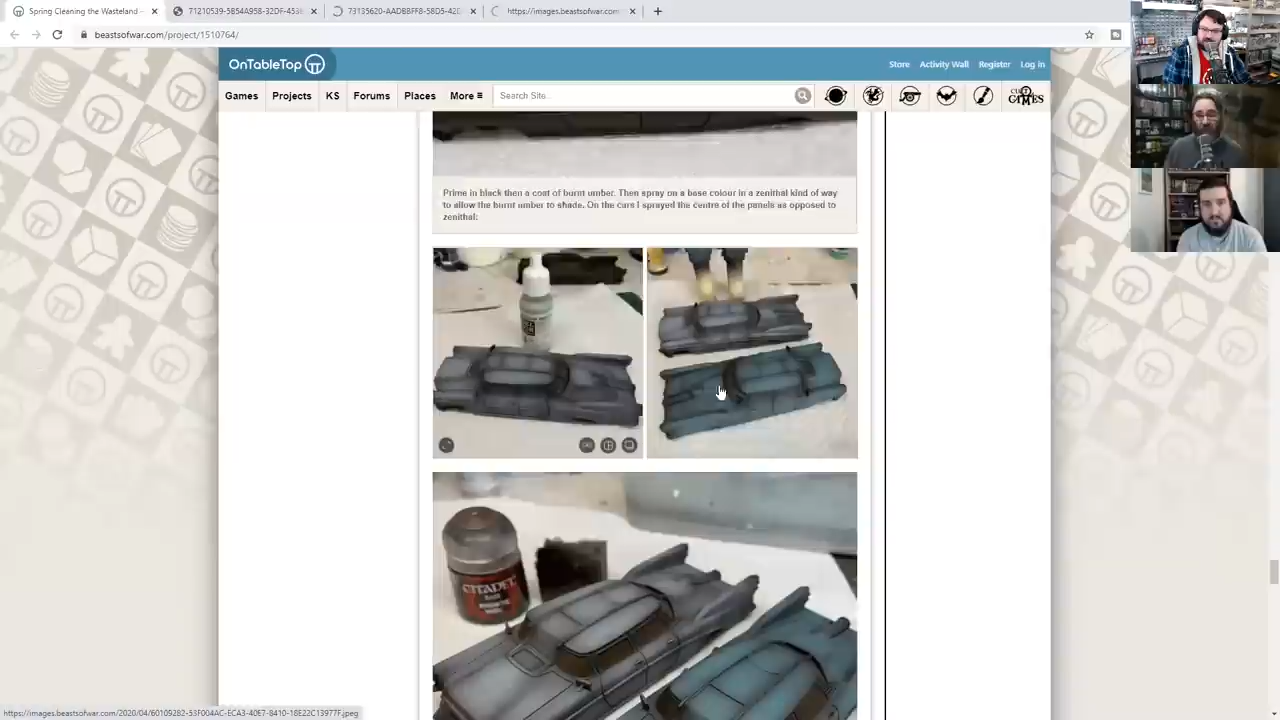 Spring Cleaning the Wasteland -
71210539-5B54A958-32DF-453
73135620-AADBBFF8-58D5-42
https://images.beastsofwar.com/
beastsofwar.com/project/1510764/
OnTableTop
Store Activity Wall Register Log in
Games Projects KS Forums Places More Search Site...
GAMES
Prime in black then a coat of burnt umber. Then spray on a base colour in a zenithal kind of way
to allow the burnt umber to shade. On the cars I sprayed the centre of the panels as opposed to
zenithal:
CITADEL
https://images.beastsofwar.com/2020/04/60109282-53F004AC-ECA3-40E7-8410-18E22C13977F.jpeg